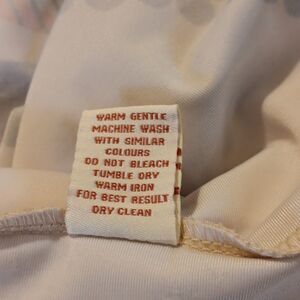 WARM GENTLE
MACHINE WASH
WITH SIMILAR
COLOURS
DO NOT BLEACH
TUMBLE DRY
WARM IRON
FOR BEST RESULT
DRY CLEAN